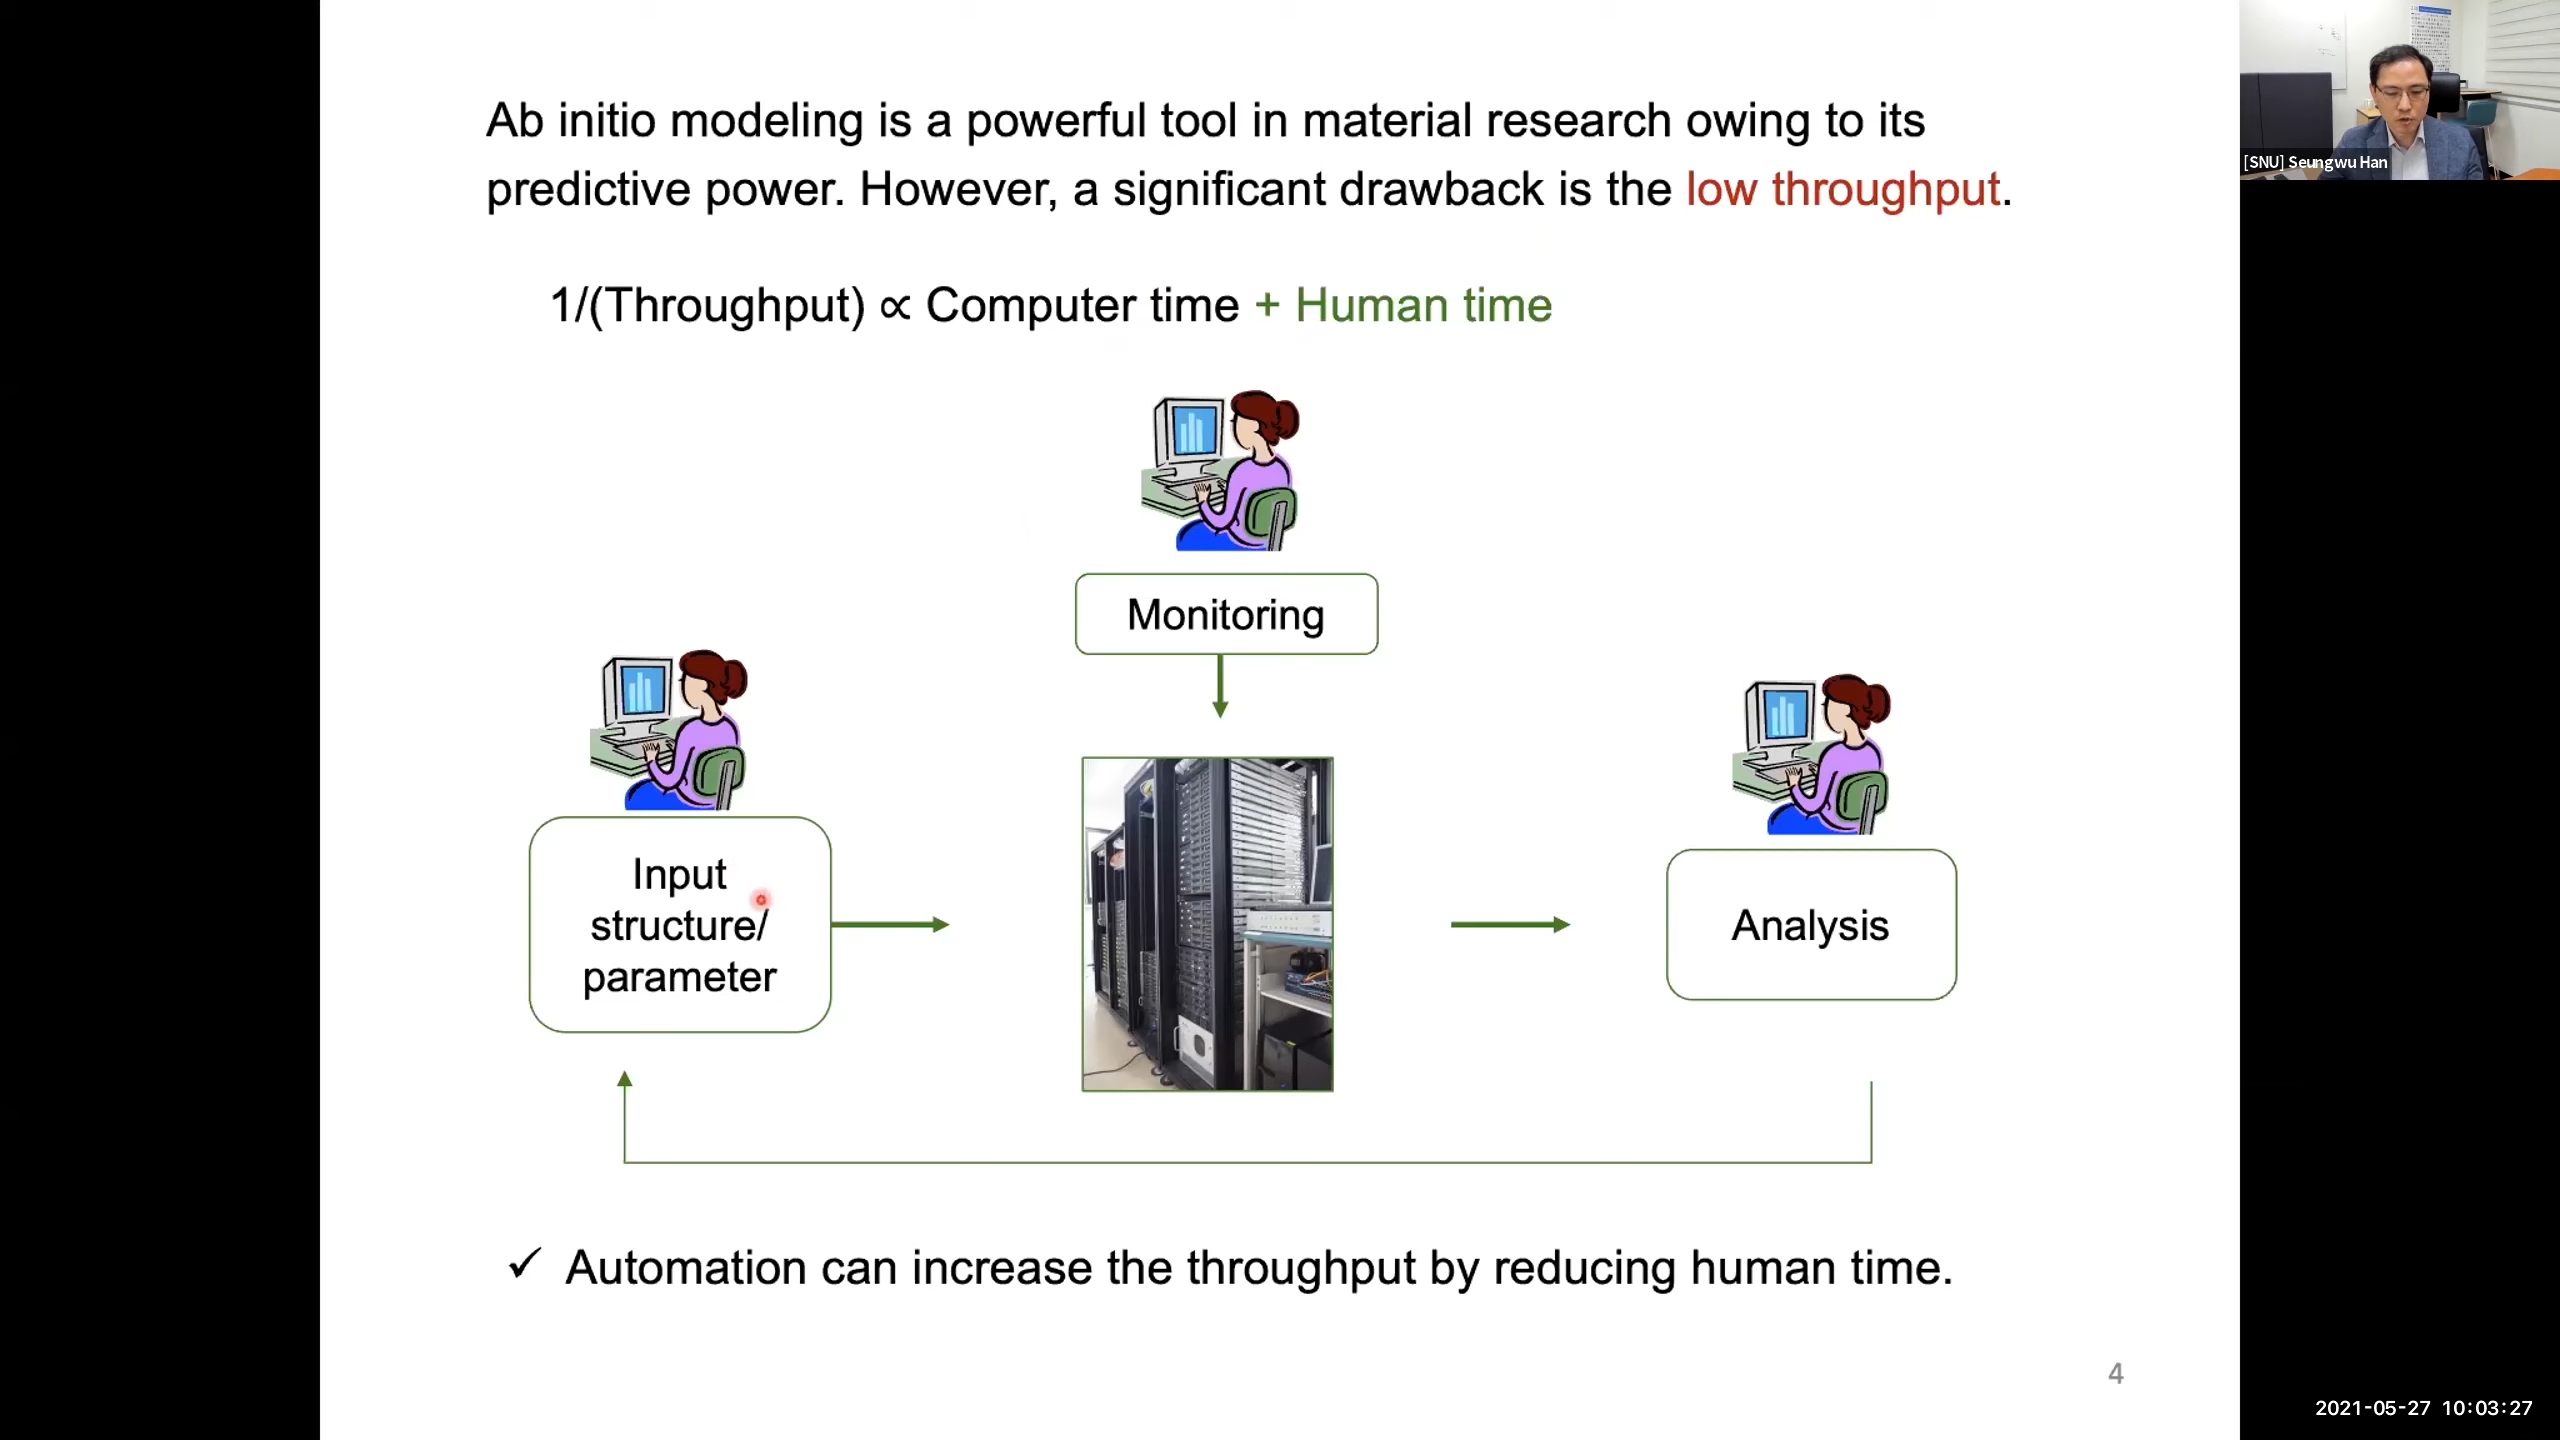 Ab initio modeling is a powerful tool in material research owing to its
predictive power. However, a significant drawback is the low throughput.
[SNU] Seungwu Han
1/(Throughput) ∝ Computer time + Human time
Monitoring
Input
structure/
parameter
Analysis
✓ Automation can increase the throughput by reducing human time.
4
2021-05-27 10:03:27